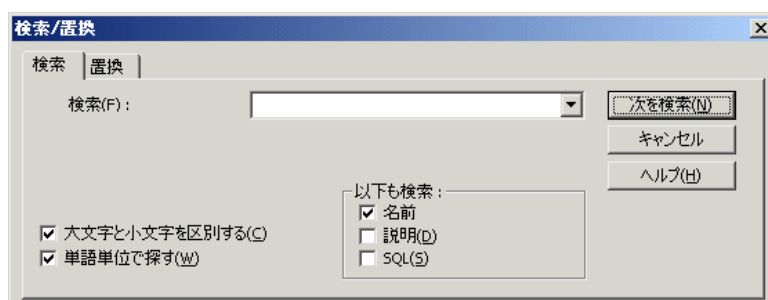 検索/置換
検索 置換
検索(F) : 次を検索(N)
キャンセル
ヘルプ(H)
以下も検索 :
名前
大文字と小文字を区別する(C) 説明(D)
単語単位で探す(W) SQL(S)